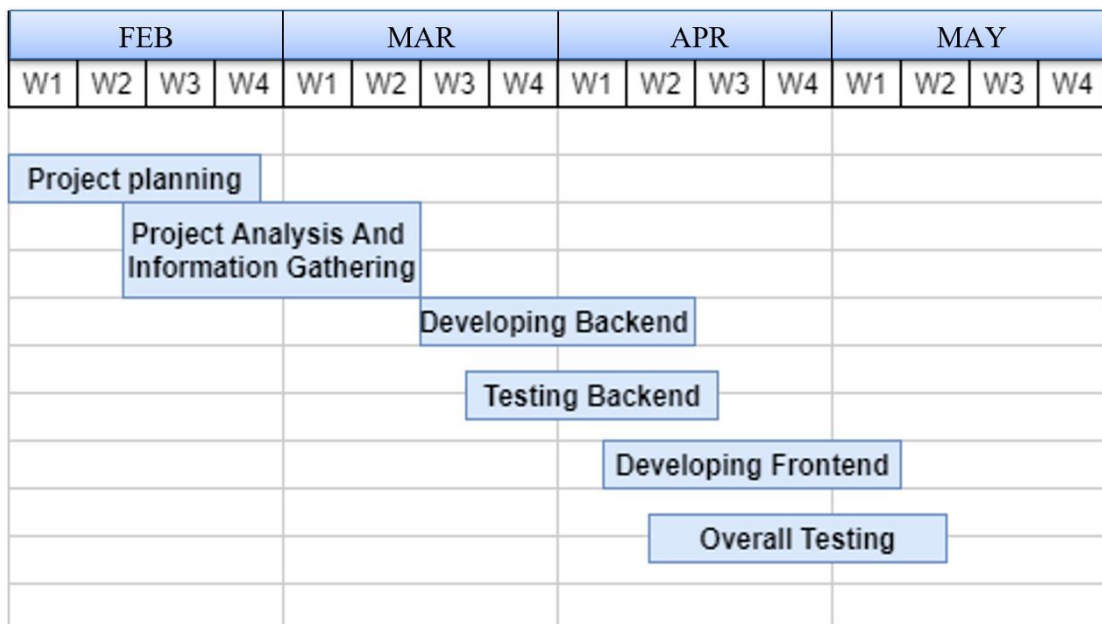 FEB MAR APR MAY
W1 W2 W3 W4 W1 W2 W3 W4 W1 W2 W3 W4 W1 W2 W3 W4
Project planning
Project Analysis And
Information Gathering
Developing Backend
Testing Backend
Developing Frontend
Overall Testing